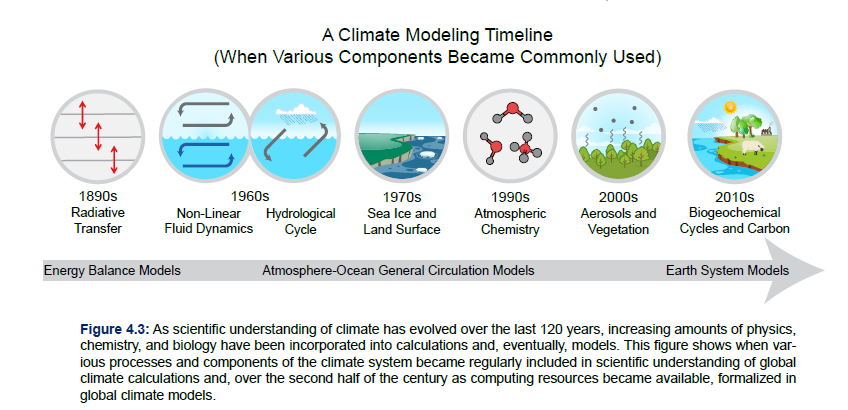 A Climate Modeling Timeline
(When Various Components Became Commonly Used)
1890s
Radiative
Transfer
1960s
Non-Linear
Fluid Dynamics
Hydrological
Cycle
1970s
Sea Ice and
Land Surface
1990s
Atmospheric
Chemistry
2000s
Aerosols and
Vegetation
2010s
Biogeochemical
Cycles and Carbon
Energy Balance Models
Atmosphere-Ocean General Circulation Models
Earth System Models
Figure 4.3: As scientific understanding of climate has evolved over the last 120 years, increasing amounts of physics,
chemistry, and biology have been incorporated into calculations and, eventually, models. This figure shows when var-
ious processes and components of the climate system became regularly included in scientific understanding of global
climate calculations and, over the second half of the century as computing resources became available, formalized in
global climate models.